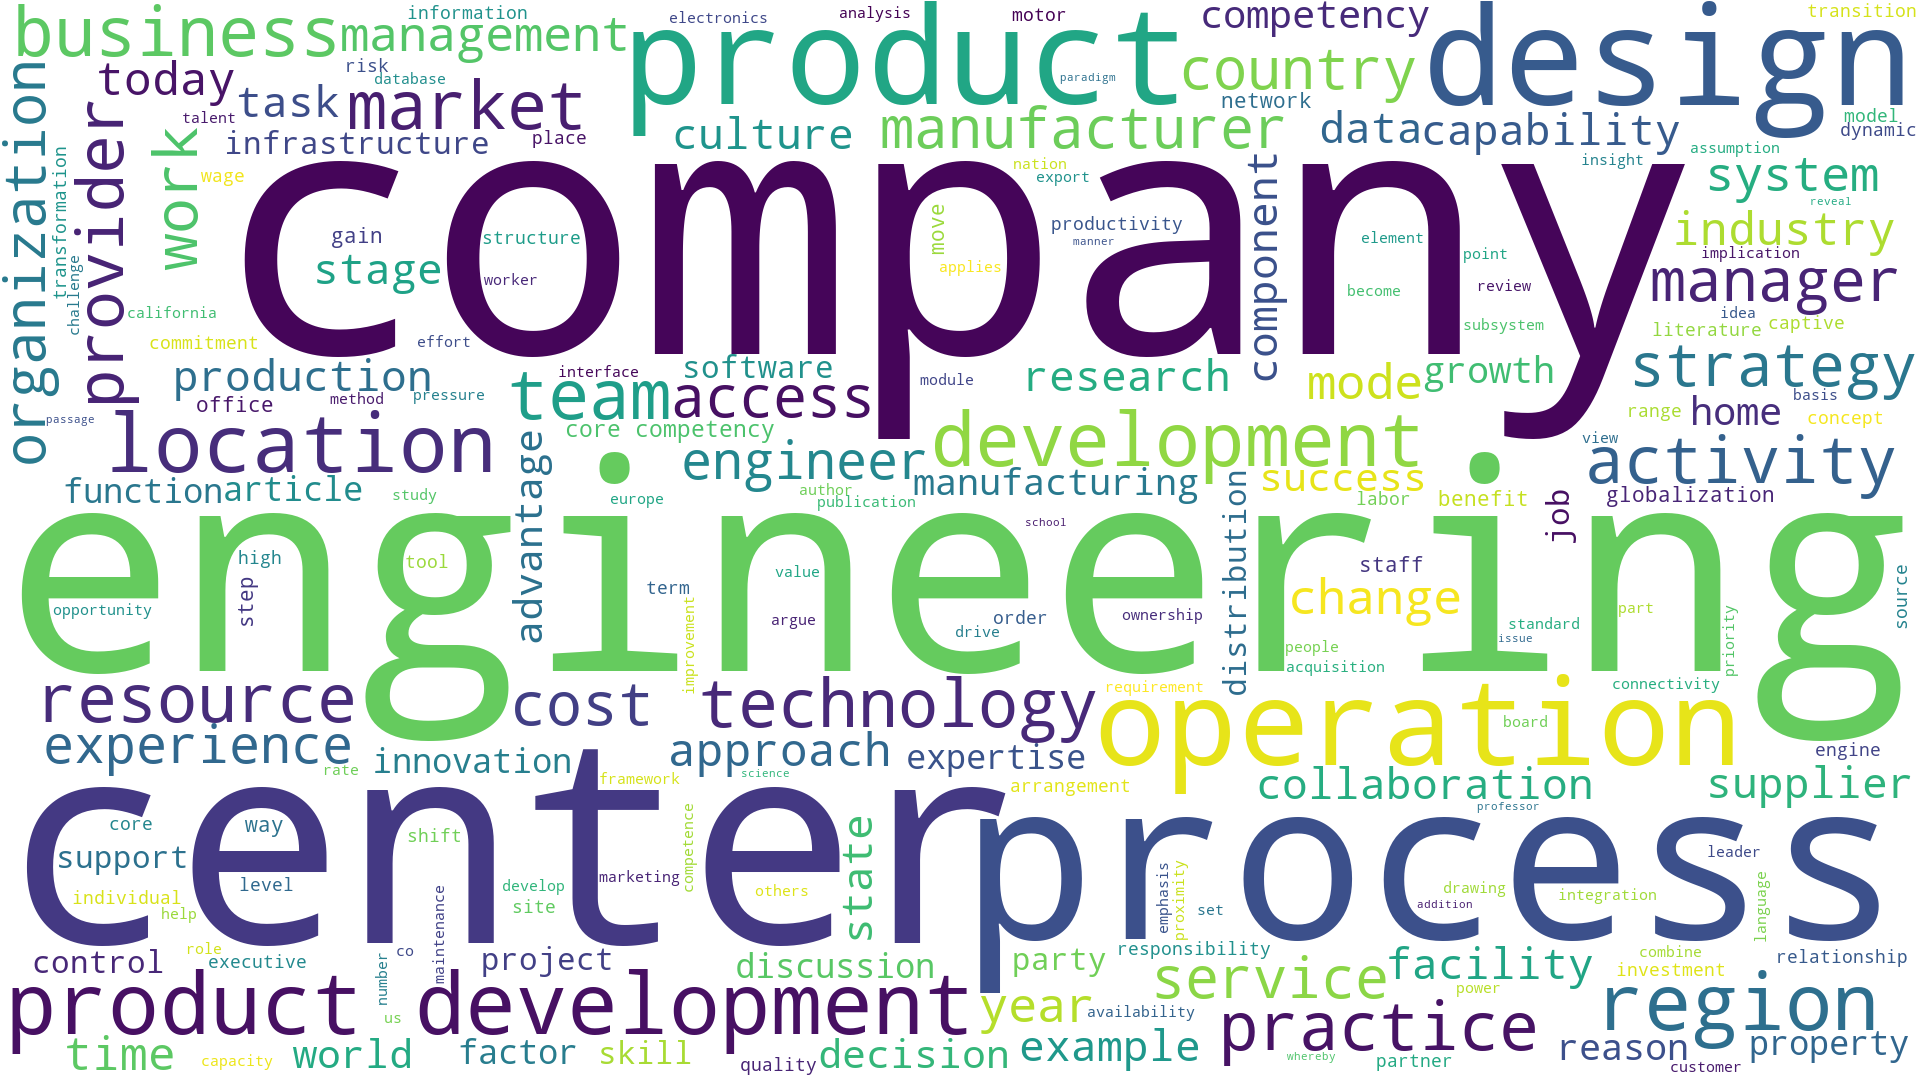 business
information
management
electronics
analysis
motor
competency
transition
product
design
country
today
risk
database
task
market
talent
infrastructure
place
paradigm
network
culture
manufacturer
data
capability
model
dynamic
organization
provider
work
transformation
challenge
wage
company
nation
export
component
insight
assumption
system
reveal
industry
gain
structure
stage
worker
move
productivity
manner
applies
element
point
become
review
implication
manager
idea
california
commitment
effort
subsystem
literature
captive
production
interface
software
module
research
mode
growth
strategy
office
method
pressure
team
access
range
home
basis
concept
passage
location
core competency
development
view
activity
advantage
engineer
manufacturing
success
function
article
study
europe
author
publication
school
distribution
labor
benefit
job
globalization
engineering
high
tool
step
term
value
staff
change
source
opportunity
improvement
argue
drive
order
ownership
standard
issue
part
priority
people
acquisition
resource
cost
technology
requirement
operation
connectivity
board
experience
innovation
approach
expertise
engine
rate
framework
science
arrangement
collaboration
supplier
center
process
professor
core
way
shift
competence
state
support
level
marketing
leader
individual
help
develop
site
others
emphasis
proximity
set
drawing
addition
integration
language
role
control
executive
number
co
maintenance
project
discussion
party
responsibility
service
facility
combine
investment
relationship
power
product development
us
year
availability
practice
region
time
capacity
world
factor
skill
quality
decision
example
whereby
partner
reason
customer
property